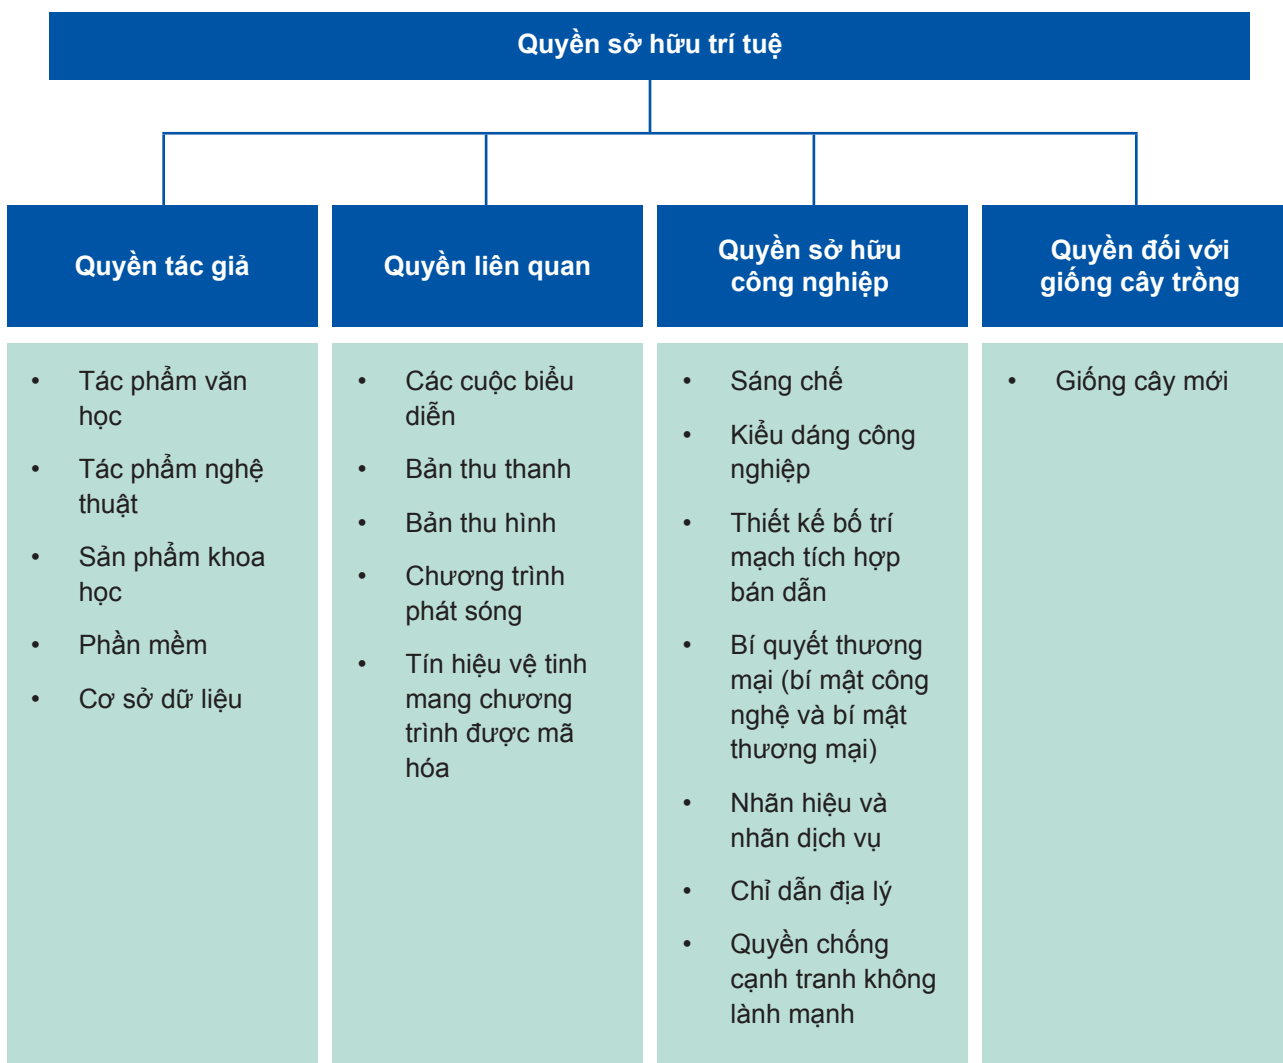 Quyền sở hữu trí tuệ
Quyền tác giả
• Tác phẩm văn
học
• Tác phẩm nghệ
thuật
• Sản phẩm khoa
học
• Phần mềm
• Cơ sở dữ liệu
Quyền liên quan
• Các cuộc biểu
diễn
• Bản thu thanh
• Bản thu hình
• Chương trình
phát sóng
• Tín hiệu vệ tinh
mang chương
trình được mã
hóa
Quyền sở hữu
công nghiệp
• Sáng chế
• Kiểu dáng công
nghiệp
• Thiết kế bố trí
mạch tích hợp
bán dẫn
• Bí quyết thương
mại (bí mật công
nghệ và bí mật
thương mại)
• Nhãn hiệu và
nhãn dịch vụ
• Chỉ dẫn địa lý
• Quyền chống
cạnh tranh không
lành mạnh
Quyền đối với
giống cây trồng
• Giống cây mới